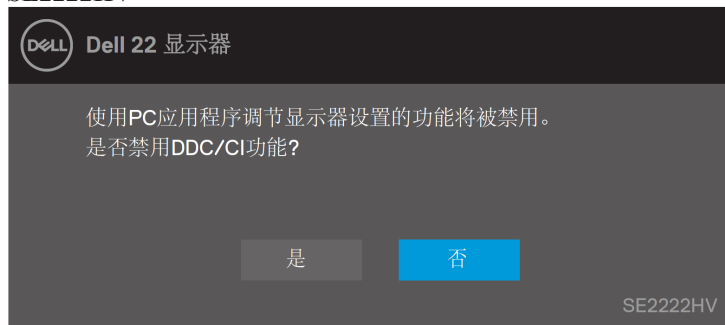 DELL
Dell 22 显示器
使用PC应用程序调节显示器设置的功能将被禁用。
是否禁用DDC/CI功能?
是 否
SE2222HV